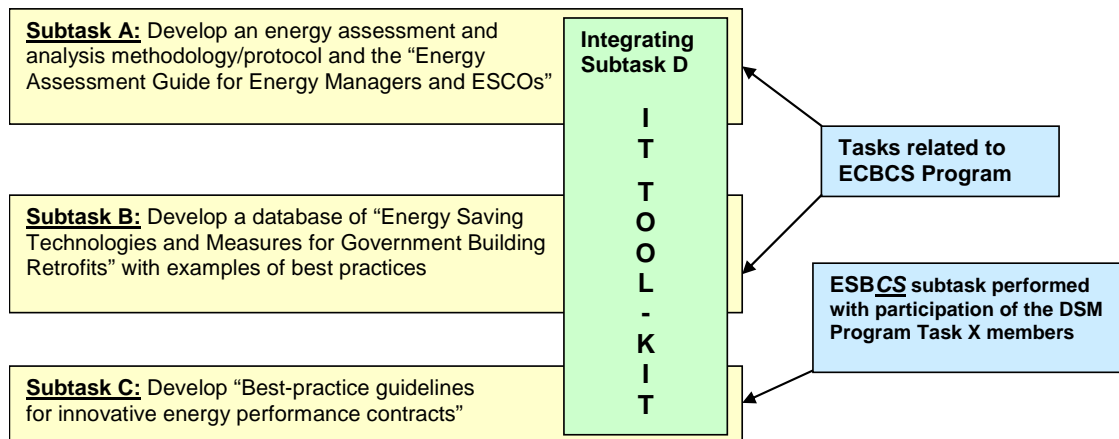 Subtask A: Develop an energy assessment and
analysis methodology/protocol and the “Energy
Assessment Guide for Energy Managers and ESCOs”
Integrating
Subtask D
I
T
T
O
O
L
-
K
I
T
Tasks related to
ECBCS Program
Subtask B: Develop a database of “Energy Saving
Technologies and Measures for Government Building
Retrofits” with examples of best practices
ESBCS subtask performed
with participation of the DSM
Program Task X members
Subtask C: Develop “Best-practice guidelines
for innovative energy performance contracts”